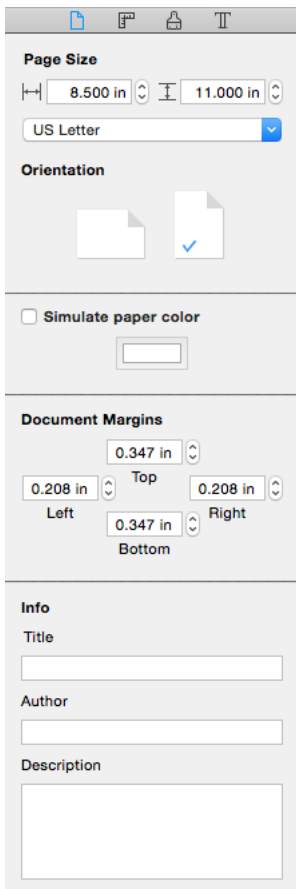 Page Size
8.500 in 11.000 in
US Letter
Orientation
Simulate paper color
Document Margins
0.347 in
Top
0.208 in 0.208 in
Left Right
0.347 in
Bottom
Info
Title
Author
Description